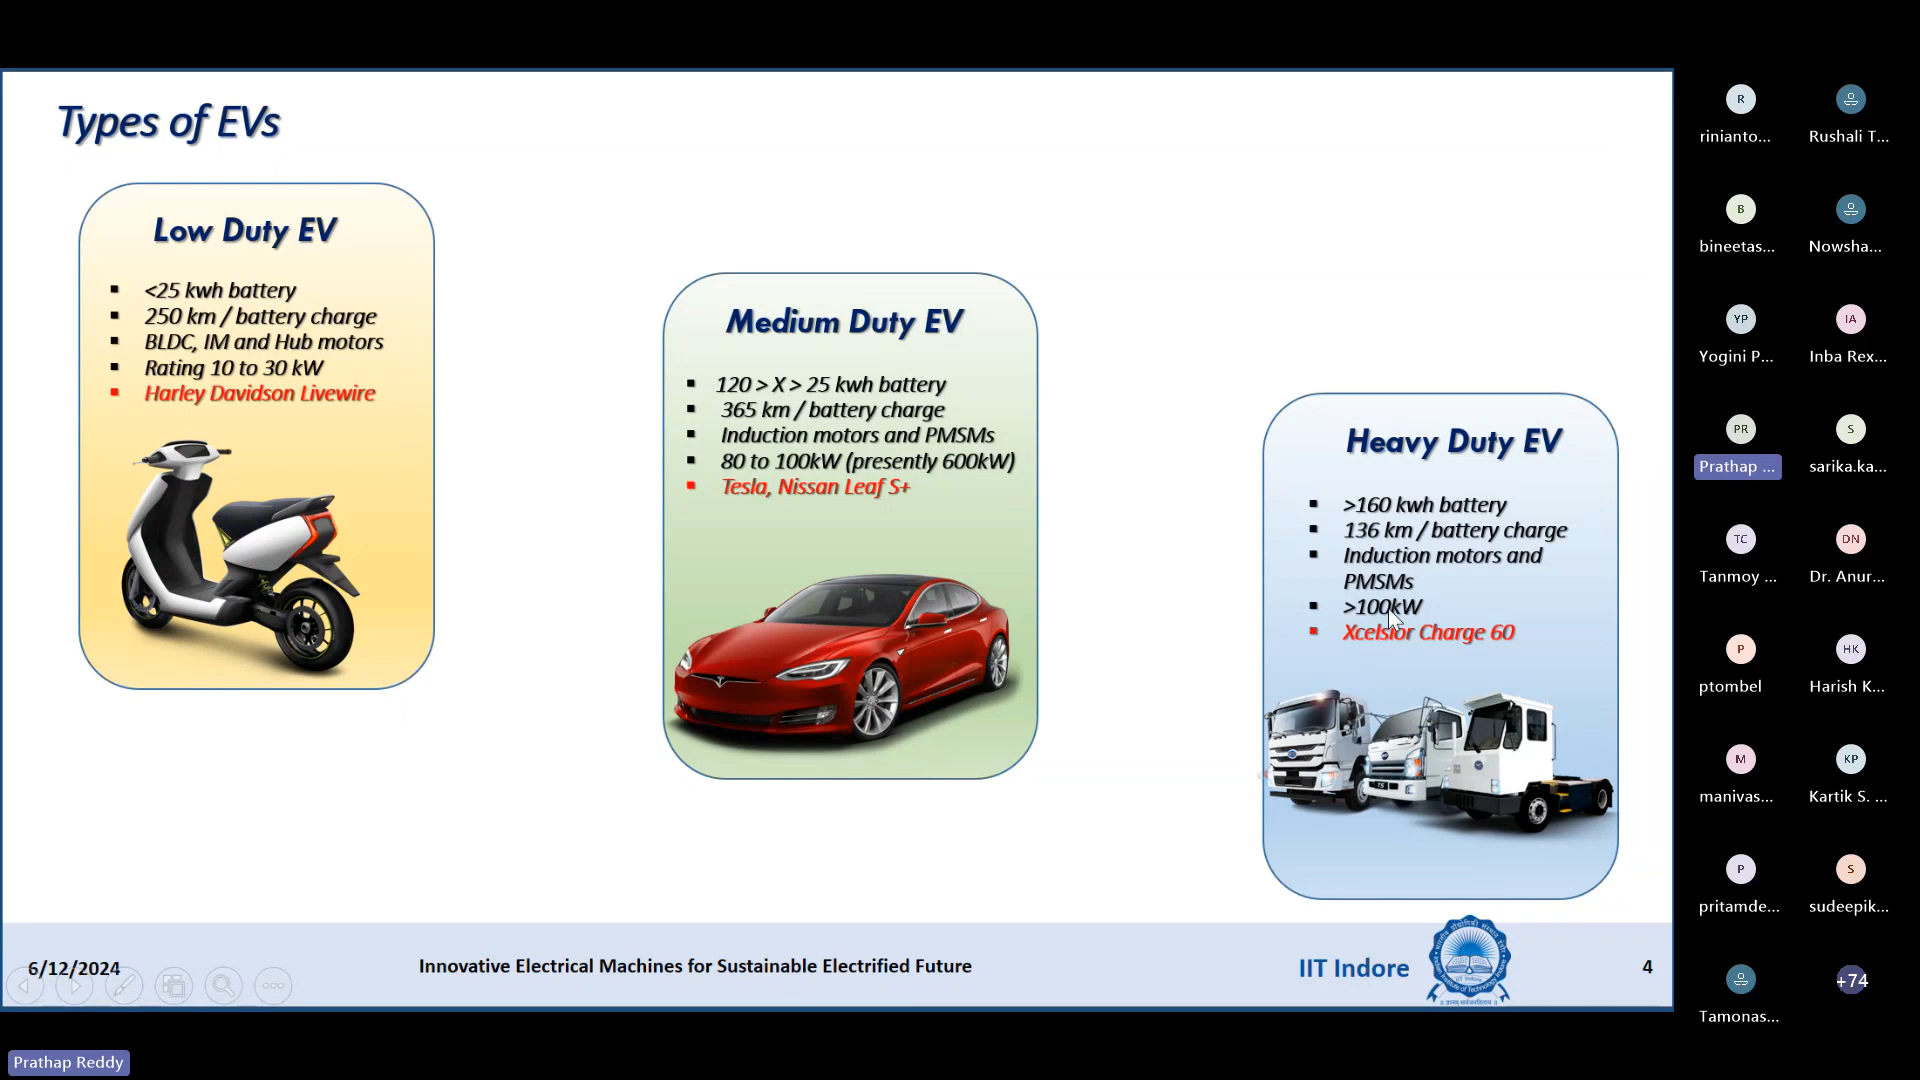 Types of EVs
Low Duty EV
<25 kwh battery
250 km / battery charge
BLDC, IM and Hub motors
Rating 10 to 30 kW
Harley Davidson Livewire
Medium Duty EV
120 > X > 25 kwh battery
365 km / battery charge
Induction motors and PMSMs
80 to 100kW (presently 600kW)
Tesla, Nissan Leaf S+
Heavy Duty EV
>160 kwh battery
136 km / battery charge
Induction motors and
PMSMs
>100kW
Xcelsior Charge 60
6/12/2024
Innovative Electrical Machines for Sustainable Electrified Future
IIT Indore
4
Prathap Reddy
R
rinianto...
Rushali T...
B
bineetas...
Nowsha...
YP
Yogini P...
IA
Inba Rex...
PR
Prathap ...
S
sarika.ka...
TC
Tanmoy ...
DN
Dr. Anur...
P
ptombel
HK
Harish K...
M
manivas...
KP
Kartik S. ...
P
pritamde...
S
sudeepik...
Tamonas...
+74